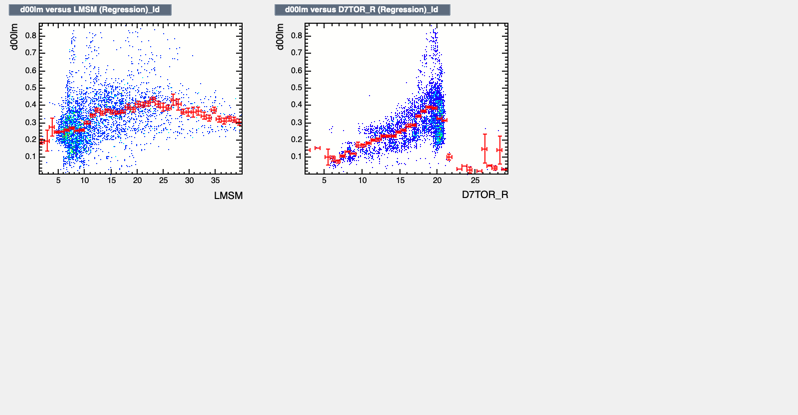 d00lm versus LMSM (Regression)_Id
d00lm
0.8
0.7
0.6
0.5
0.4
0.3
0.2
0.1
5 10 15 20 25 30 35
LMSM
d00lm versus D7TOR_R (Regression)_Id
d00lm
0.8
0.7
0.6
0.5
0.4
0.3
0.2
0.1
5 10 15 20 25
D7TOR_R